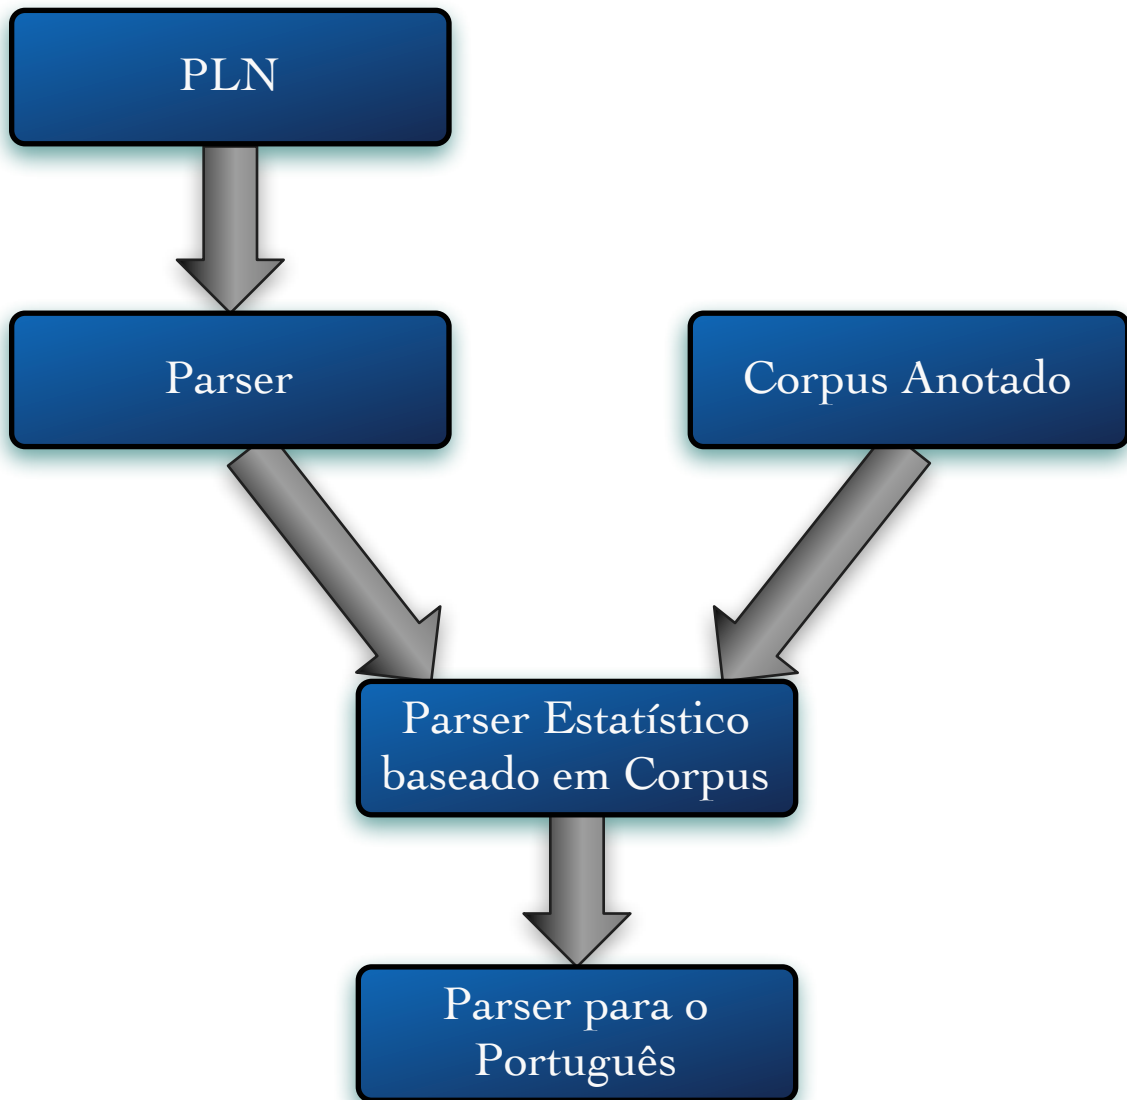 PLN
Parser
Corpus Anotado
Parser Estatístico
baseado em Corpus
Parser para o
Português